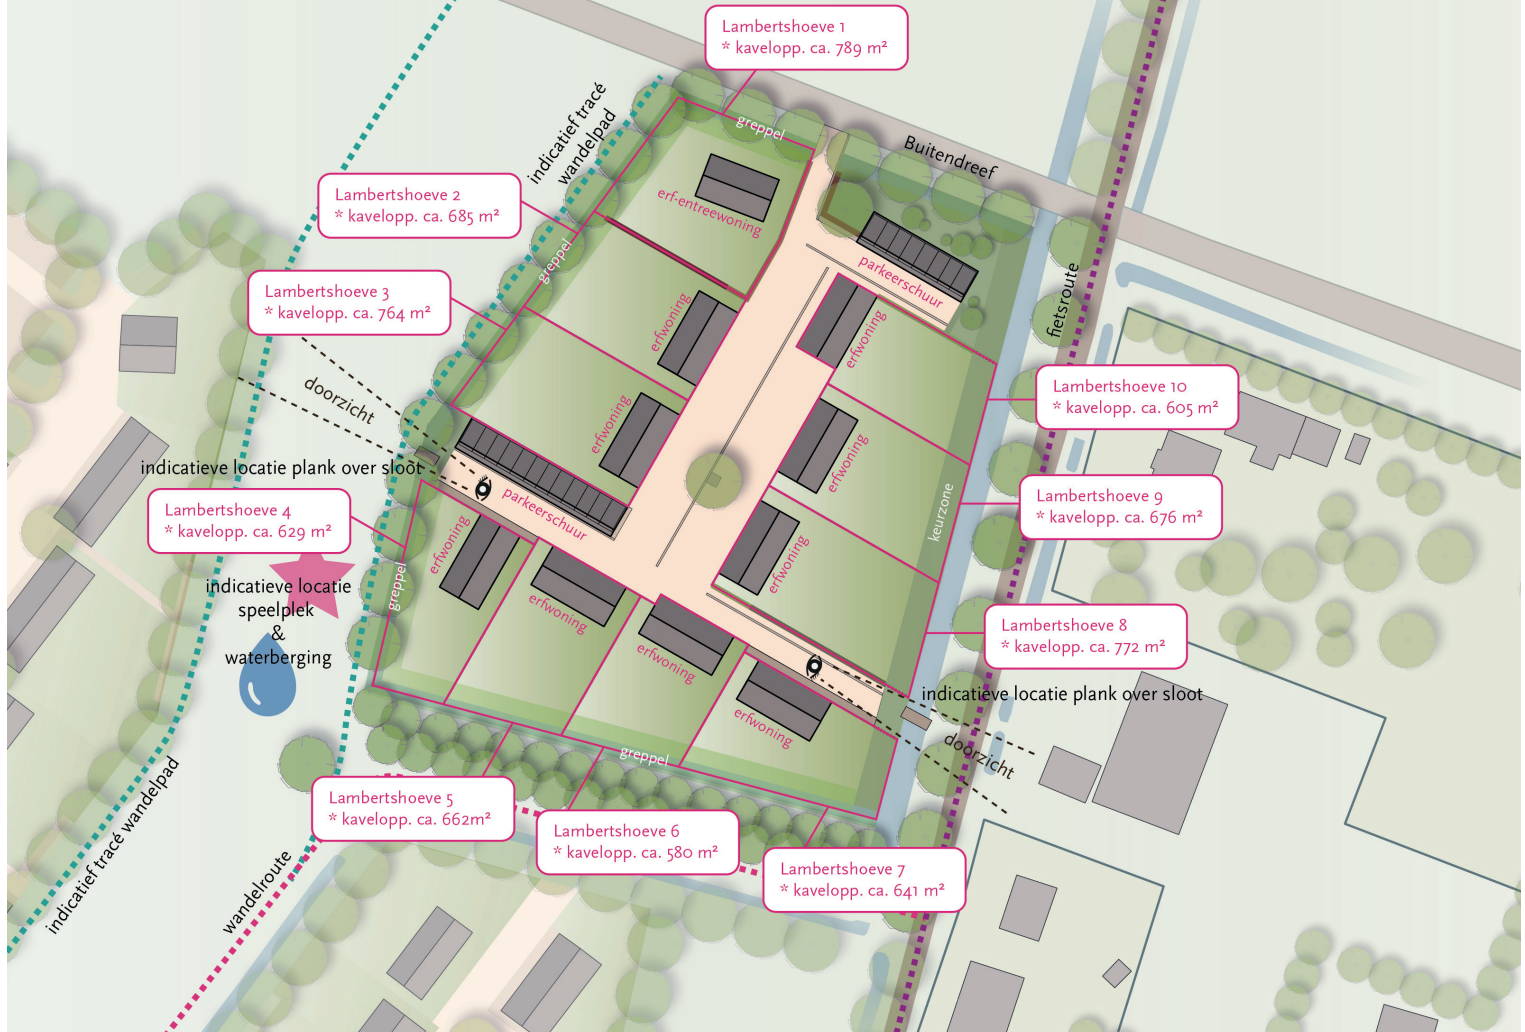 Lambertshoeve 1
* kavelopp. ca. 789 m²
indicatief tracé
wandelpad
greppel
Buitendreef
Lambertshoeve 2
* kavelopp. ca. 685 m²
erf-entreewoning
greppel
parkeerschuur
fietsroute
Lambertshoeve 3
* kavelopp. ca. 764 m²
erfwoning
erfwoning
doorzicht
Lambertshoeve 10
* kavelopp. ca. 605 m²
erfwoning
erfwoning
indicatieve locatie plank over sloot
Lambertshoeve 4
* kavelopp. ca. 629 m²
parkeerschuur
keurzone
Lambertshoeve 9
* kavelopp. ca. 676 m²
erfwoning
erfwoning
greppel
indicatieve locatie
speelplek
&
waterberging
erfwoning
Lambertshoeve 8
* kavelopp. ca. 772 m²
erfwoning
indicatieve locatie plank over sloot
erfwoning
greppel
doorzicht
indicatief tracé wandelpad
Lambertshoeve 5
* kavelopp. ca. 662m²
Lambertshoeve 6
* kavelopp. ca. 580 m²
Lambertshoeve 7
* kavelopp. ca. 641 m²
wandelroute